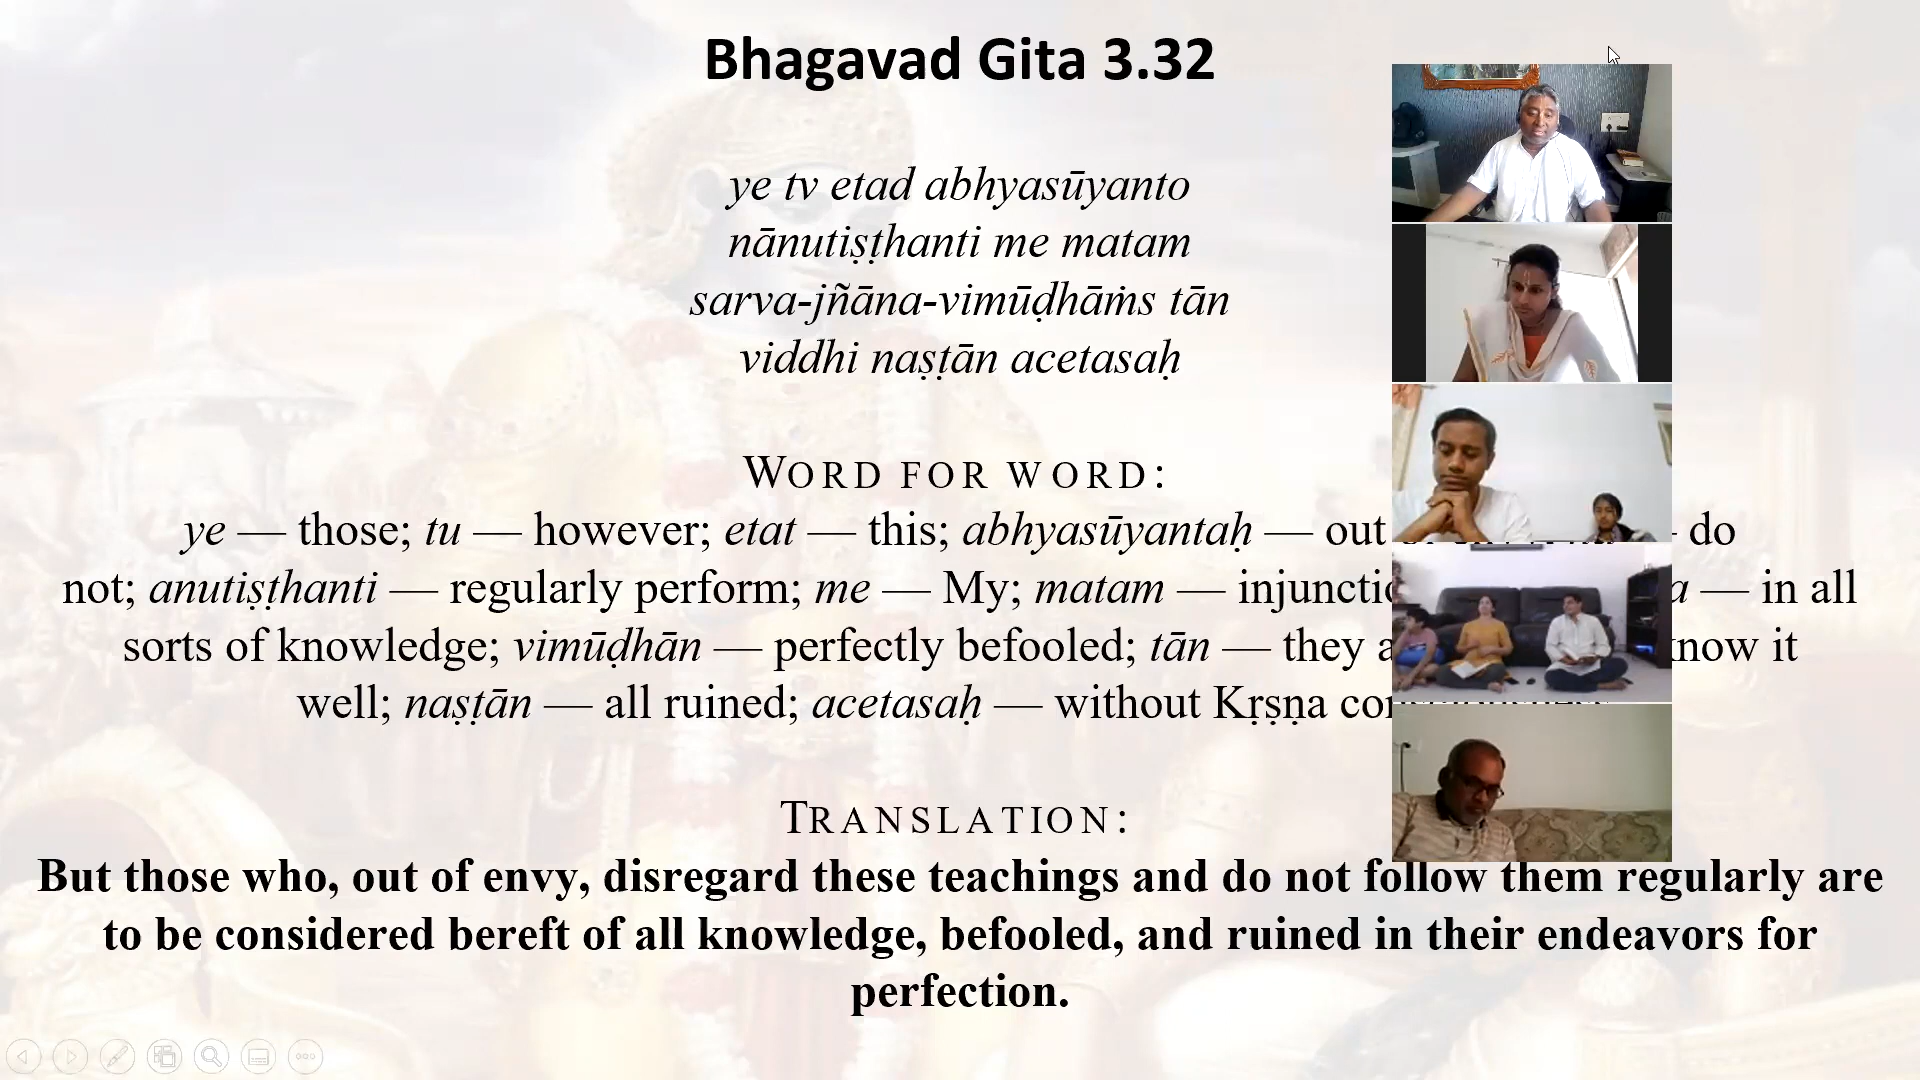 Bhagavad Gita 3.32
ye tv etad abhyasūyanto
nānutiṣṭhanti me matam
sarva-jñāna-vimūḍhāṁs tān
viddhi naṣṭān acetasaḥ
WORD FOR WORD:
ye — those; tu — however; etat — this; abhyasūyantaḥ — out — do
not; anutiṣṭhanti — regularly perform; me — My; matam — — in all
sorts of knowledge; vimūḍhān — perfectly befooled; tān — they know it
well; naṣṭān — all ruined; acetasaḥ — without Kṛṣṇa
TRANSLATION:
But those who, out of envy, disregard these teachings and do not follow them regularly are
to be considered bereft of all knowledge, befooled, and ruined in their endeavors for
perfection.